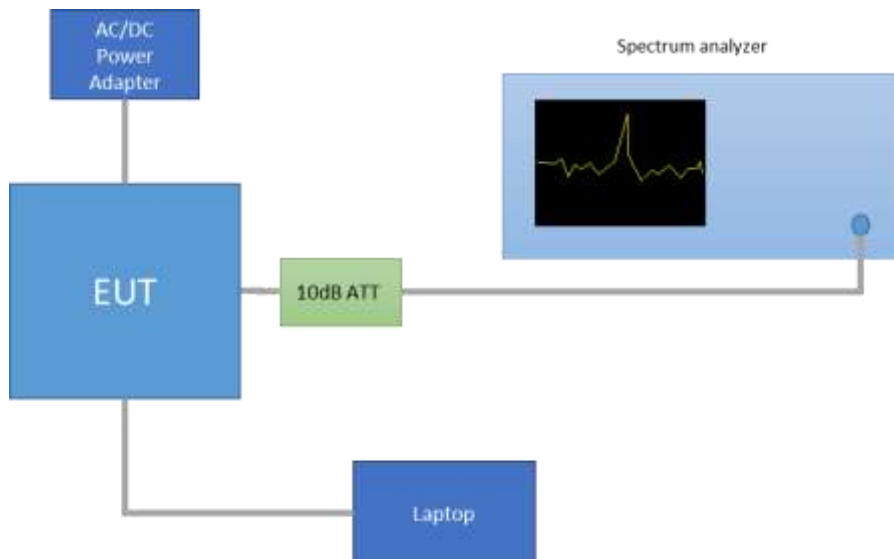 AC/DC
Power
Adapter
Spectrum analyzer
EUT
10dB ATT
Laptop